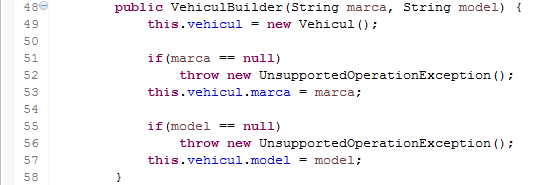 48 public VehiculBuilder(String marca, String model) {
49 this.vehicul = new Vehicul();
50
51 if(marca == null)
52 throw new UnsupportedOperationException();
53 this.vehicul.marca = marca;
54
55 if(model == null)
56 throw new UnsupportedOperationException();
57 this.vehicul.model = model;
58 }